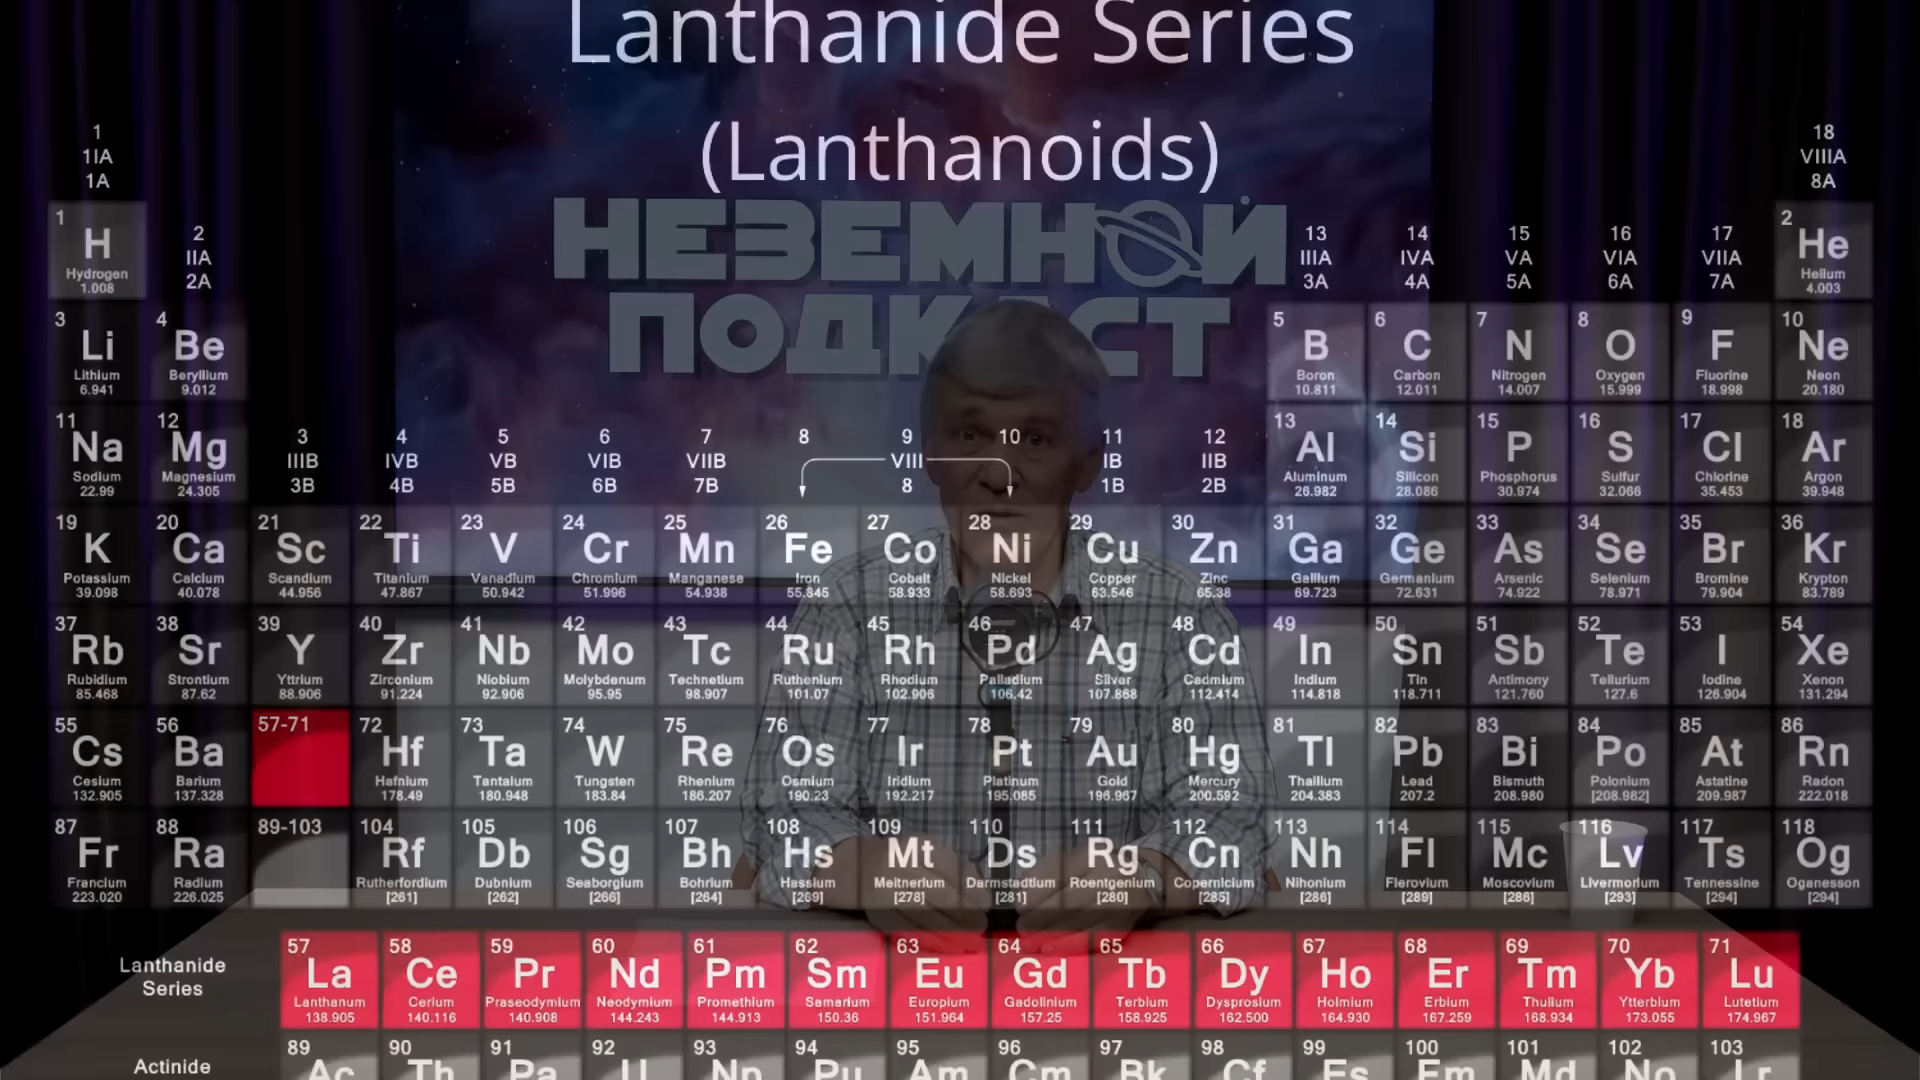 Lanthanide Series
(Lanthanoids)
НЕЗЕМНОЙ
ПОДКАСТ
1
1IA
1A
18
VIIIA
8A
1
H
Hydrogen
1.008
2
IIA
2A
13
IIIA
3A
14
IVA
4A
15
VA
5A
16
VIA
6A
17
VIIA
7A
2
He
Helium
4.003
3
Li
Lithium
6.941
4
Be
Beryllium
9.012
5
B
Boron
10.811
6
C
Carbon
12.011
7
N
Nitrogen
14.007
8
O
Oxygen
15.999
9
F
Fluorine
18.998
10
Ne
Neon
20.180
11
Na
Sodium
22.99
12
Mg
Magnesium
24.305
3
IIIB
3B
4
IVB
4B
5
VB
5B
6
VIB
6B
7
VIIB
7B
8
9
10
VIII
8
11
IB
1B
12
IIB
2B
13
Al
Aluminum
26.982
14
Si
Silicon
28.086
15
P
Phosphorus
30.974
16
S
Sulfur
32.066
17
Cl
Chlorine
35.453
18
Ar
Argon
39.948
19
K
Potassium
39.098
20
Ca
Calcium
40.078
21
Sc
Scandium
44.956
22
Ti
Titanium
47.867
23
V
Vanadium
50.942
24
Cr
Chromium
51.996
25
Mn
Manganese
54.938
26
Fe
Iron
55.845
27
Co
Cobalt
58.933
28
Ni
Nickel
58.693
29
Cu
Copper
63.546
30
Zn
Zinc
65.38
31
Ga
Gallium
69.723
32
Ge
Germanium
72.631
33
As
Arsenic
74.922
34
Se
Selenium
78.971
35
Br
Bromine
79.904
36
Kr
Krypton
83.789
37
Rb
Rubidium
85.468
38
Sr
Strontium
87.62
39
Y
Yttrium
88.906
40
Zr
Zirconium
91.224
41
Nb
Niobium
92.906
42
Mo
Molybdenum
95.95
43
Tc
Technetium
98.907
44
Ru
Ruthenium
101.07
45
Rh
Rhodium
102.906
46
Pd
Palladium
106.42
47
Ag
Silver
107.868
48
Cd
Cadmium
112.414
49
In
Indium
114.818
50
Sn
Tin
118.711
51
Sb
Antimony
121.760
52
Te
Tellurium
127.6
53
I
Iodine
126.904
54
Xe
Xenon
131.294
55
Cs
Cesium
132.905
56
Ba
Barium
137.328
57-71
72
Hf
Hafnium
178.49
73
Ta
Tantalum
180.948
74
W
Tungsten
183.84
75
Re
Rhenium
186.207
76
Os
Osmium
190.23
77
Ir
Iridium
192.217
78
Pt
Platinum
195.085
79
Au
Gold
196.967
80
Hg
Mercury
200.592
81
Tl
Thallium
204.383
82
Pb
Lead
207.2
83
Bi
Bismuth
208.980
84
Po
Polonium
[208.982]
85
At
Astatine
209.987
86
Rn
Radon
222.018
87
Fr
Francium
223.020
88
Ra
Radium
226.025
89-103
104
Rf
Rutherfordium
[261]
105
Db
Dubnium
[262]
106
Sg
Seaborgium
[266]
107
Bh
Bohrium
[264]
108
Hs
Hassium
[269]
109
Mt
Meitnerium
[278]
110
Ds
Darmstadtium
[281]
111
Rg
Roentgenium
[280]
112
Cn
Copernicium
[285]
113
Nh
Nihonium
[286]
114
Fl
Flerovium
[289]
115
Mc
Moscovium
[286]
116
Lv
Livermorium
[293]
117
Ts
Tennessine
[294]
118
Og
Oganesson
[294]
Lanthanide
Series
57
La
Lanthanum
138.905
58
Ce
Cerium
140.116
59
Pr
Praseodymium
140.908
60
Nd
Neodymium
144.243
61
Pm
Promethium
144.913
62
Sm
Samarium
150.36
63
Eu
Europium
151.964
64
Gd
Gadolinium
157.25
65
Tb
Terbium
158.925
66
Dy
Dysprosium
162.500
67
Ho
Holmium
164.930
68
Er
Erbium
167.259
69
Tm
Thulium
168.934
70
Yb
Ytterbium
173.055
71
Lu
Lutetium
174.967
Actinide
89
Ac
90
Th
91
Pa
92
U
93
Np
94
Pu
95
Am
96
Cm
97
Bk
98
Cf
99
Es
100
Fm
101
Md
102
No
103
Lr